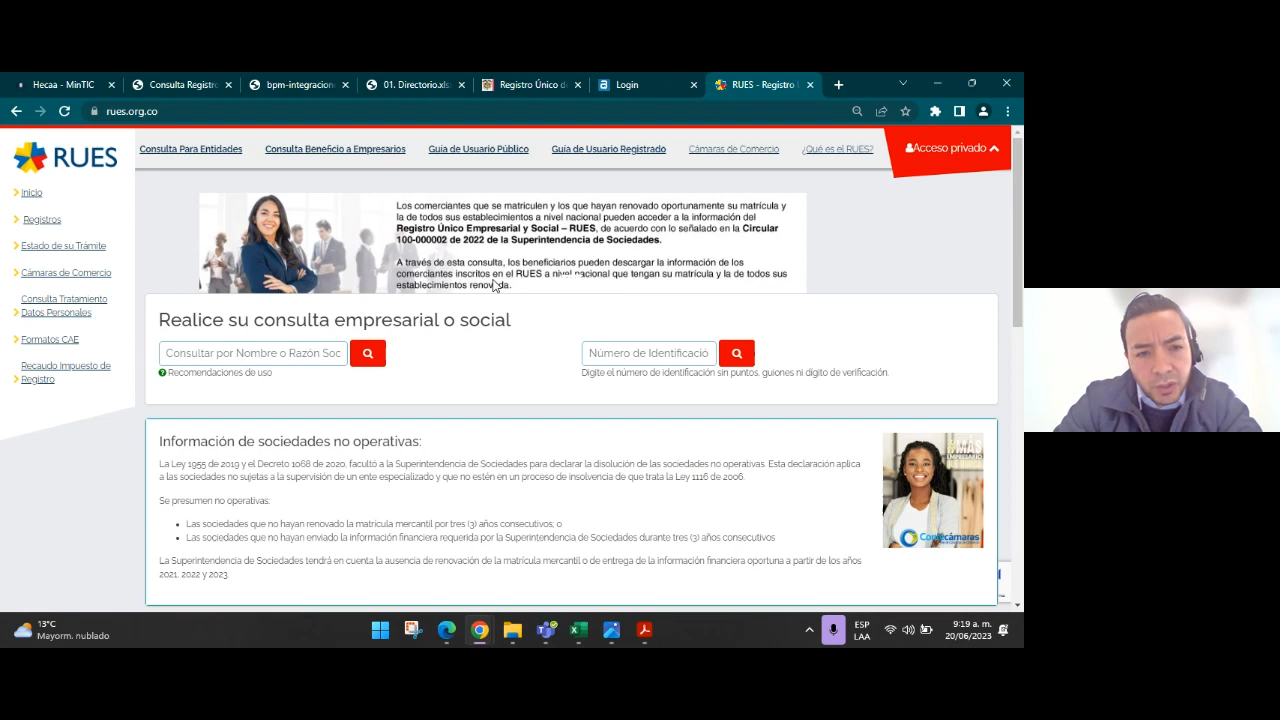 Hecaa - MinTIC
Consulta Registro
bpm-integracion
01. Directorio.xls
Registro Único de
Login
RUES - Registro
rues.org.co
RUES
Consulta Para Entidades
Consulta Beneficio a Empresarios
Guía de Usuario Público
Guía de Usuario Registrado
Cámaras de Comercio
¿Qué es el RUES?
Acceso privado
Inicio
Registros
Estado de su Trámite
Cámaras de Comercio
Consulta Tratamiento
Datos Personales
Formatos CAE
Recaudo Impuesto de
Registro
Los comerciantes que se matriculen y los que hayan renovado oportunamente su matrícula y
la de todos sus establecimientos a nivel nacional pueden acceder a la información del
Registro Único Empresarial y Social – RUES, de acuerdo con lo señalado en la Circular
100-000002 de 2022 de la Superintendencia de Sociedades.
A través de esta consulta, los beneficiarios pueden descargar la información de los
comerciantes inscritos en el RUES a nivel nacional que tengan su matrícula y la de todos sus
establecimientos renovada.
Realice su consulta empresarial o social
Consultar por Nombre o Razón Soc
Número de Identificació
Recomendaciones de uso
Digite el número de identificación sin puntos, guiones ni dígito de verificación.
Información de sociedades no operativas:
La Ley 1955 de 2019 y el Decreto 1068 de 2020, facultó a la Superintendencia de Sociedades para declarar la disolución de las sociedades no operativas. Esta declaración aplica
a las sociedades no sujetas a la supervisión de un ente especializado y que no estén en un proceso de insolvencia de que trata la Ley 1116 de 2006.
Se presumen no operativas:
Las sociedades que no hayan renovado la matrícula mercantil por tres (3) años consecutivos; o
Las sociedades que no hayan enviado la información financiera requerida por la Superintendencia de Sociedades durante tres (3) años consecutivos
La Superintendencia de Sociedades tendrá en cuenta la ausencia de renovación de la matrícula mercantil o de entrega de la información financiera oportuna a partir de los años
2021, 2022 y 2023.
#MÁS
EMPRESARIO
Confecámaras
13°C
Mayorm. nublado
ESP
LAA
9:19 a. m.
20/06/2023